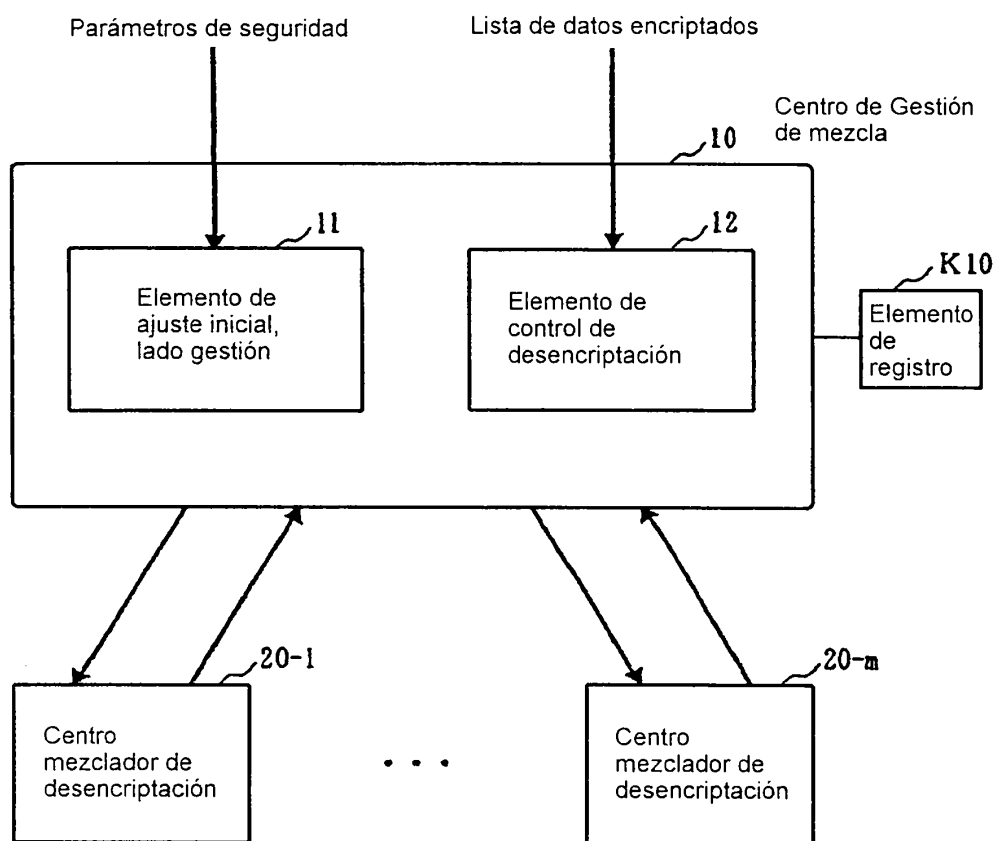 Parámetros de seguridad
Lista de datos encriptados
Centro de Gestión
de mezcla
10
11
12
K10
Elemento de
ajuste inicial,
lado gestión
Elemento de
control de
desencriptación
Elemento
de
registro
20-1
20-m
Centro
mezclador de
desencriptación
. . .
Centro
mezclador de
desencriptación